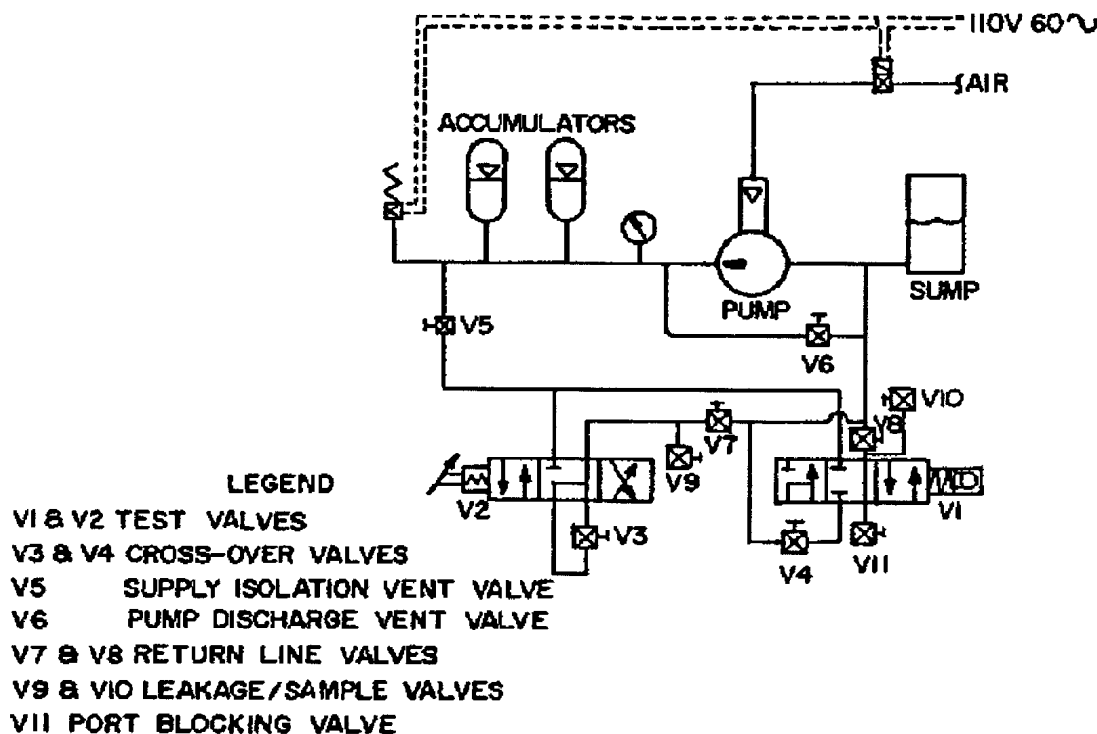 110V 60∿
AIR
ACCUMULATORS
SUMP
PUMP
V5
V6
V10
V8
V7
V9
V2
V1
V3
V4
V11
LEGEND
V1 & V2 TEST VALVES
V3 & V4 CROSS-OVER VALVES
V5 SUPPLY ISOLATION VENT VALVE
V6 PUMP DISCHARGE VENT VALVE
V7 & V8 RETURN LINE VALVES
V9 & V10 LEAKAGE/SAMPLE VALVES
V11 PORT BLOCKING VALVE